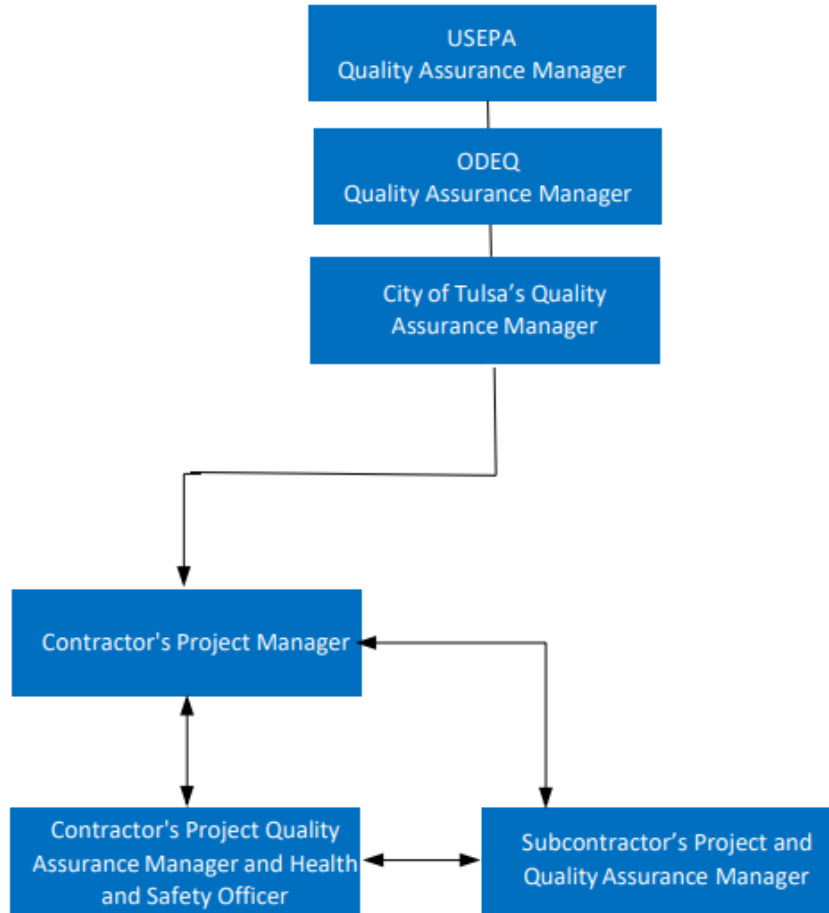 USEPA
Quality Assurance Manager
ODEQ
Quality Assurance Manager
City of Tulsa’s Quality
Assurance Manager
Contractor's Project Manager
Contractor's Project Quality
Assurance Manager and Health
and Safety Officer
Subcontractor’s Project and
Quality Assurance Manager